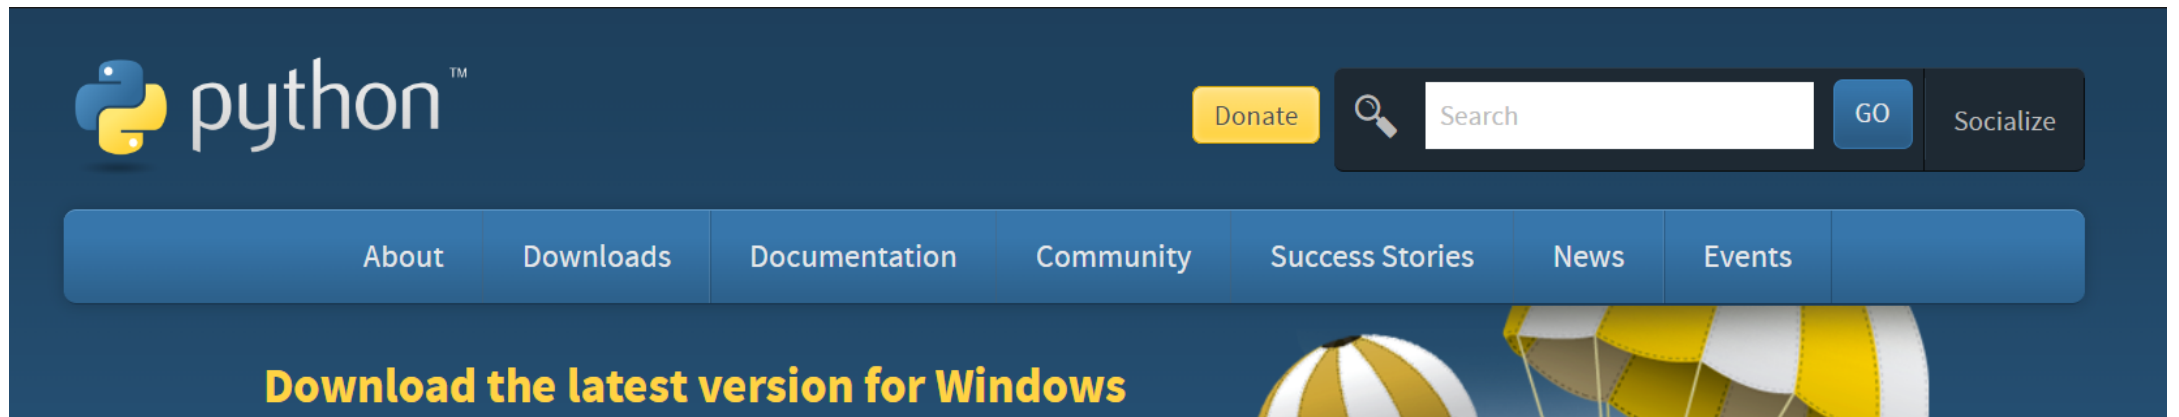 python™
Donate
Search
GO
Socialize
About Downloads Documentation Community Success Stories News Events
Download the latest version for Windows